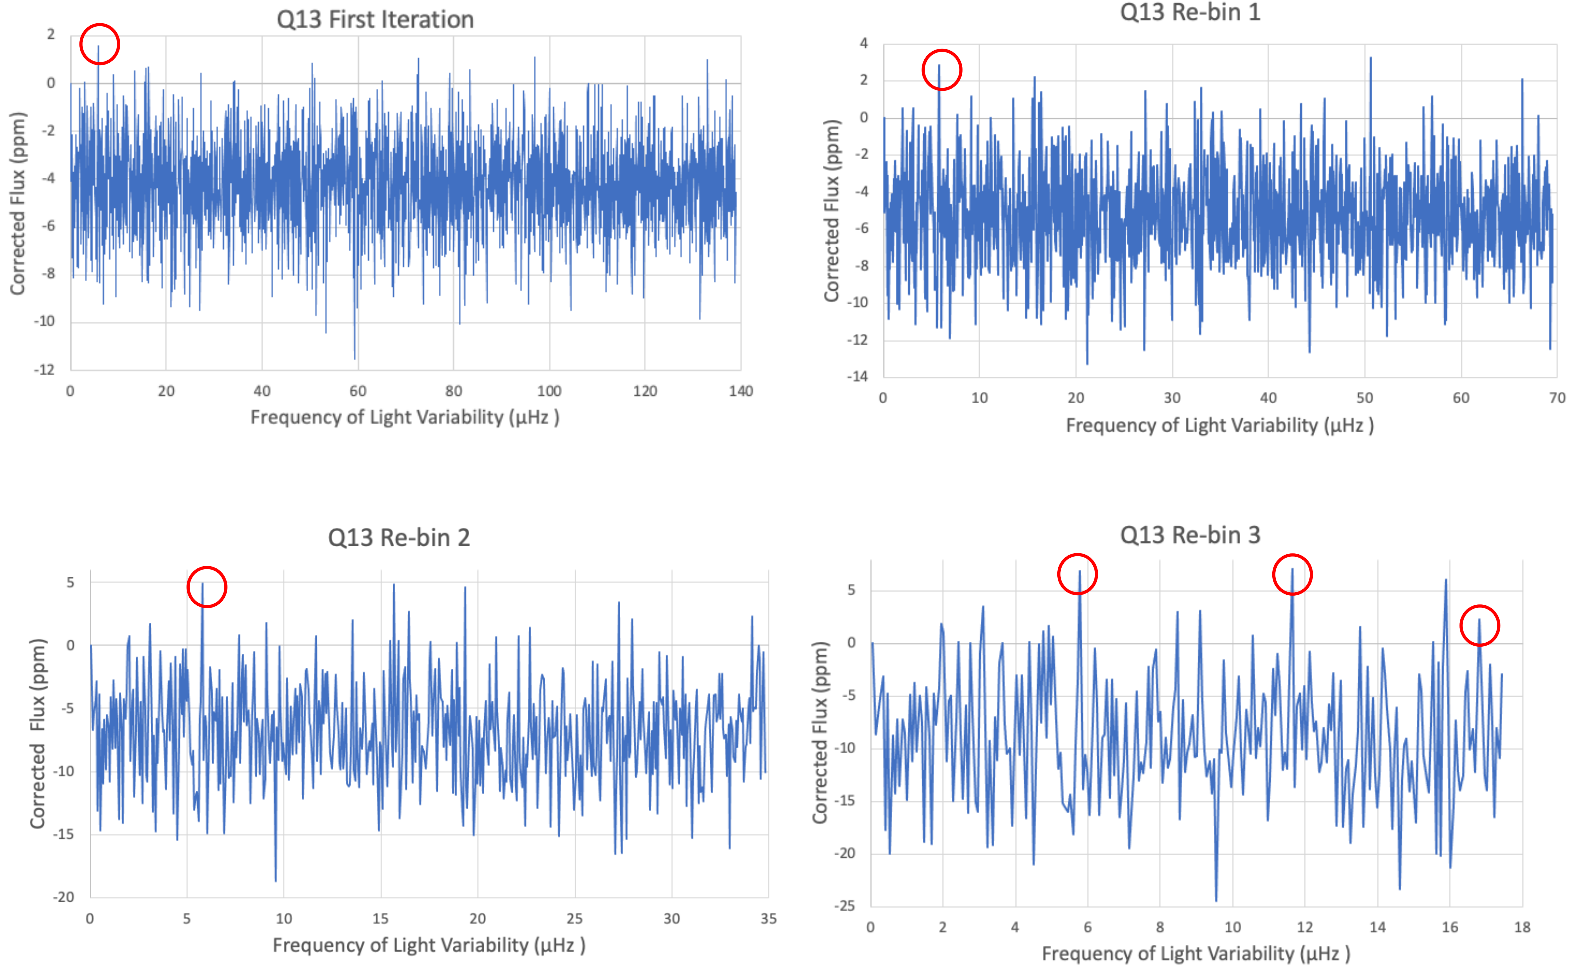 Q13 First Iteration
2
0
-2
-4
-6
-8
-10
-12
Corrected Flux (ppm)
0 20 40 60 80 100 120 140
Frequency of Light Variability (µHz )
Q13 Re-bin 1
4
2
0
-2
-4
-6
-8
-10
-12
-14
Corrected Flux (ppm)
0 10 20 30 40 50 60 70
Frequency of Light Variability (µHz )
Q13 Re-bin 2
5
0
-5
-10
-15
-20
Corrected Flux (ppm)
0 5 10 15 20 25 30 35
Frequency of Light Variability (µHz )
Q13 Re-bin 3
5
0
-5
-10
-15
-20
-25
Corrected Flux (ppm)
0 2 4 6 8 10 12 14 16 18
Frequency of Light Variability (µHz )